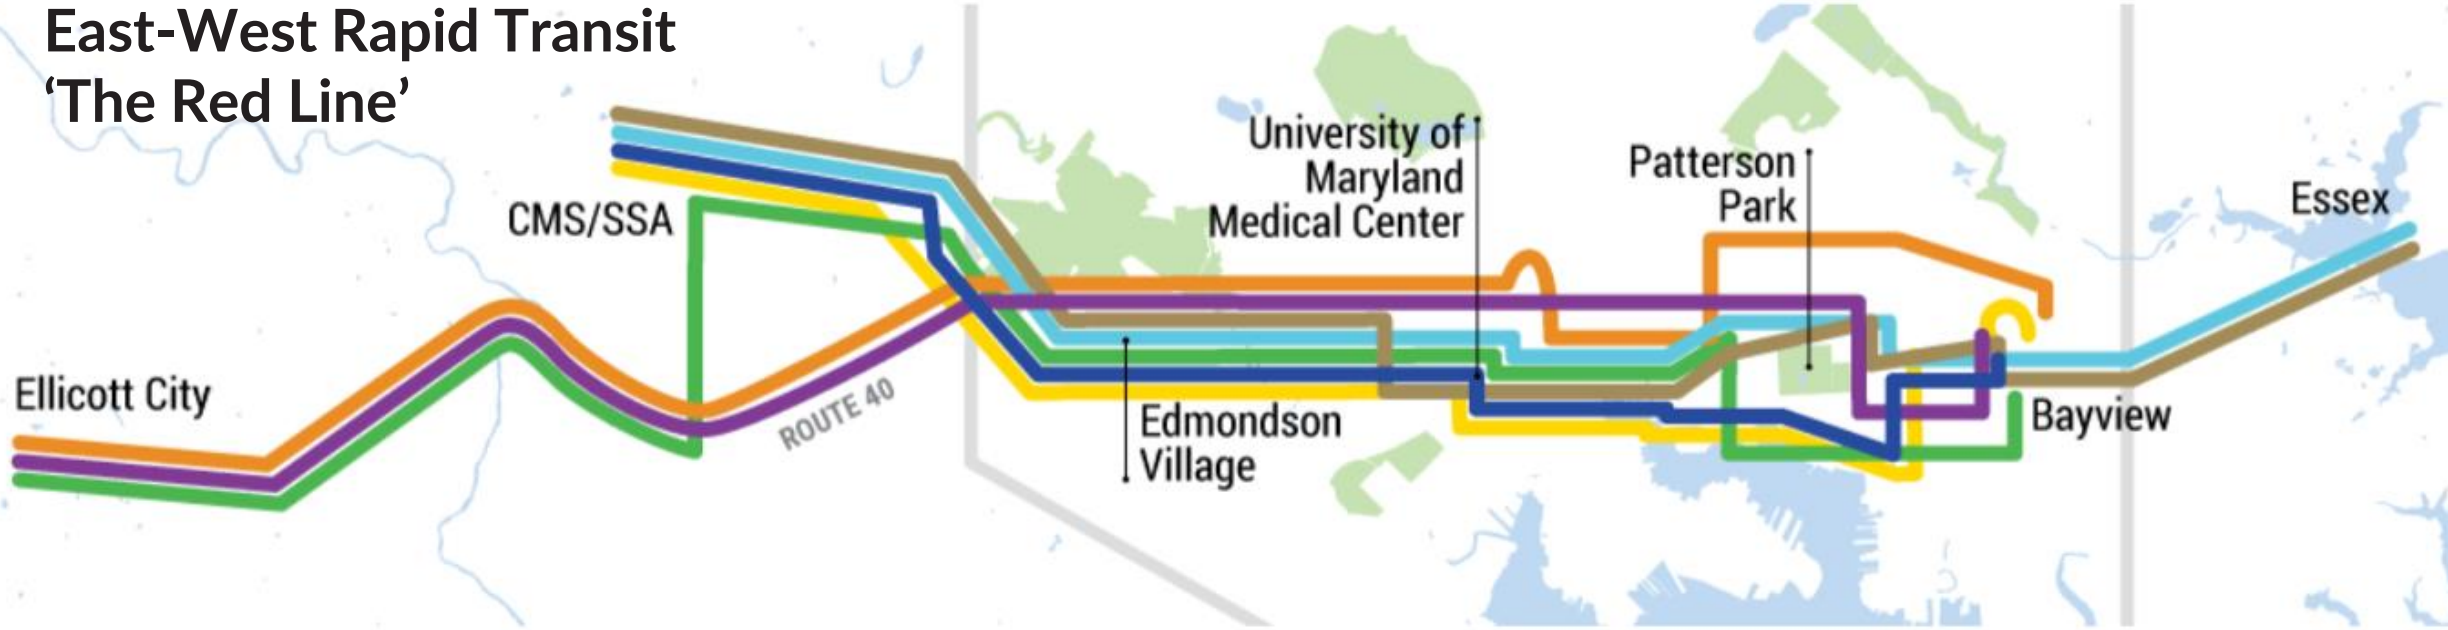 East-West Rapid Transit
‘The Red Line’
University of
Maryland
Medical Center
Patterson
Park
Essex
CMS/SSA
Ellicott City
ROUTE 40
Edmondson
Village
Bayview